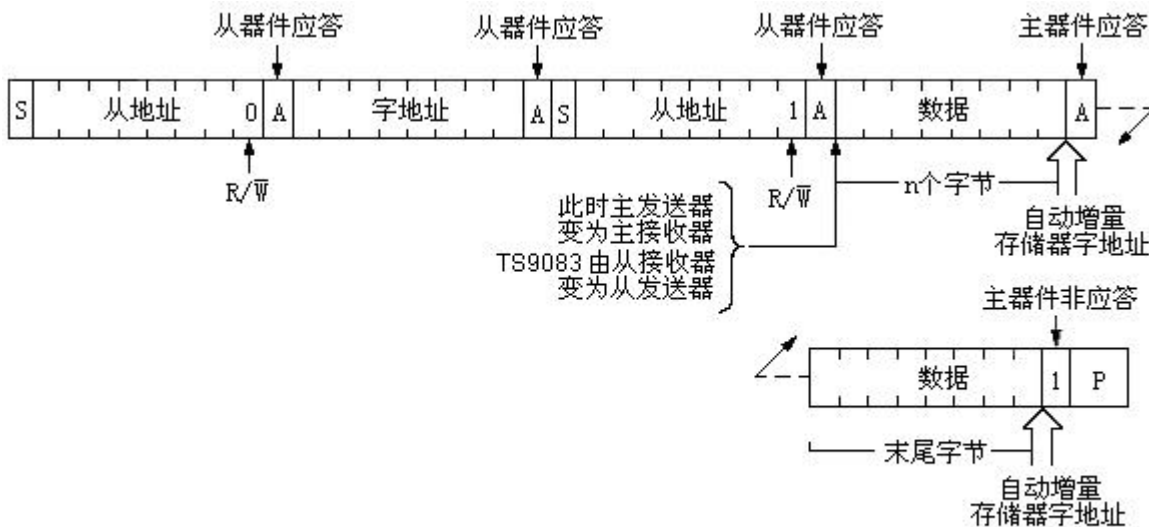 从器件应答 从器件应答 从器件应答 主器件应答
S 从地址 0 A 字地址 A S 从地址 1 A 数据 A
R/W̅ R/W̅ n个字节
此时主发送器
变为主接收器
TS9083由从接收器
变为从发送器
自动增量
存储器字地址
主器件非应答
数据 1 P
末尾字节
自动增量
存储器字地址